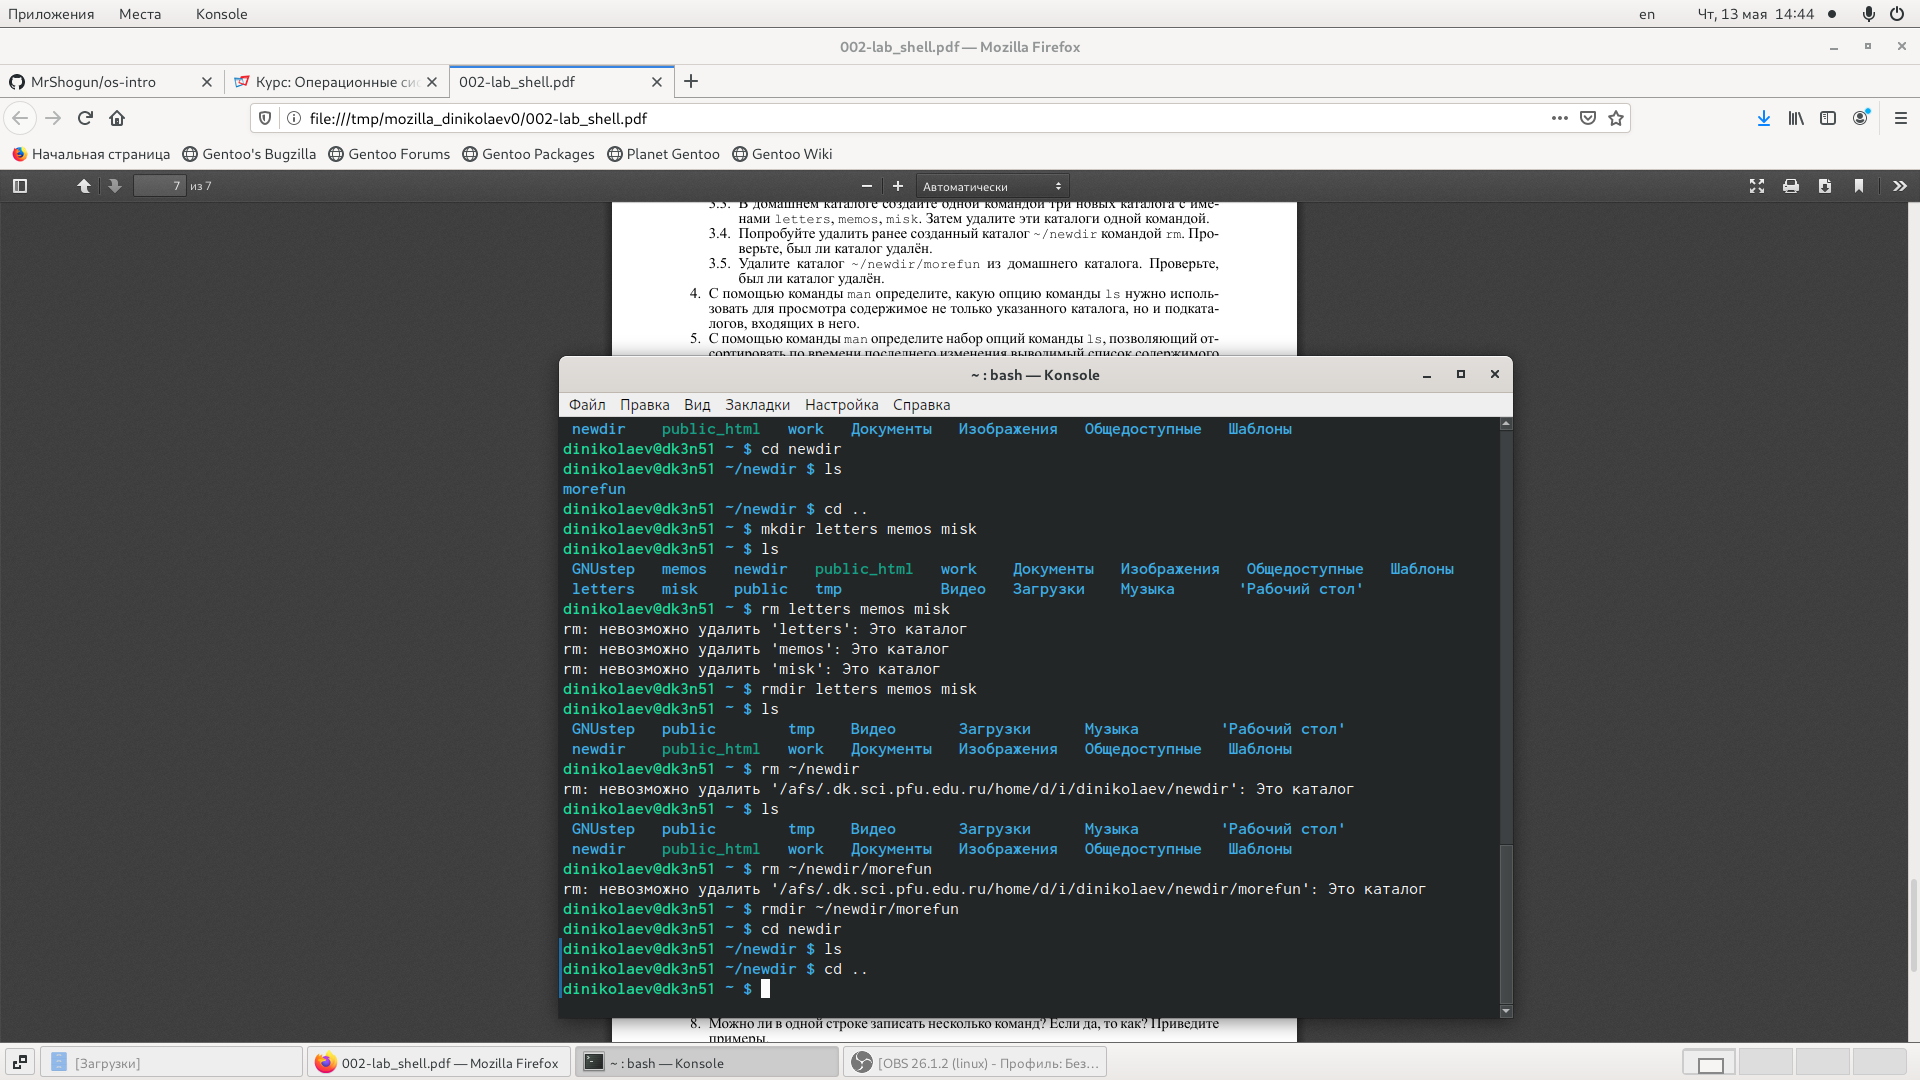 Приложения Места Konsole en Чт, 13 мая 14:44
002-lab_shell.pdf — Mozilla Firefox
MrShogun/os-intro Курс: Операционные си 002-lab_shell.pdf
file:///tmp/mozilla_dinikolaev0/002-lab_shell.pdf
Начальная страница Gentoo's Bugzilla Gentoo Forums Gentoo Packages Planet Gentoo Gentoo Wiki
7 из 7 Автоматически
3.3. В домашнем каталоге создайте одной командой три новых каталога с име-
нами letters, memos, misk. Затем удалите эти каталоги одной командой.
3.4. Попробуйте удалить ранее созданный каталог ~/newdir командой rm. Про-
верьте, был ли каталог удалён.
3.5. Удалите каталог ~/newdir/morefun из домашнего каталога. Проверьте,
был ли каталог удалён.
4. С помощью команды man определите, какую опцию команды ls нужно исполь-
зовать для просмотра содержимое не только указанного каталога, но и подката-
логов, входящих в него.
5. С помощью команды man определите набор опций команды ls, позволяющий от-
сортировать по времени последнего изменения выводимый список содержимого
~ : bash — Konsole
Файл Правка Вид Закладки Настройка Справка
newdir public_html work Документы Изображения Общедоступные Шаблоны
dinikolaev@dk3n51 ~ $ cd newdir
dinikolaev@dk3n51 ~/newdir $ ls
morefun
dinikolaev@dk3n51 ~/newdir $ cd ..
dinikolaev@dk3n51 ~ $ mkdir letters memos misk
dinikolaev@dk3n51 ~ $ ls
GNUstep memos newdir public_html work Документы Изображения Общедоступные Шаблоны
letters misk public tmp Видео Загрузки Музыка 'Рабочий стол'
dinikolaev@dk3n51 ~ $ rm letters memos misk
rm: невозможно удалить 'letters': Это каталог
rm: невозможно удалить 'memos': Это каталог
rm: невозможно удалить 'misk': Это каталог
dinikolaev@dk3n51 ~ $ rmdir letters memos misk
dinikolaev@dk3n51 ~ $ ls
GNUstep public tmp Видео Загрузки Музыка 'Рабочий стол'
newdir public_html work Документы Изображения Общедоступные Шаблоны
dinikolaev@dk3n51 ~ $ rm ~/newdir
rm: невозможно удалить '/afs/.dk.sci.pfu.edu.ru/home/d/i/dinikolaev/newdir': Это каталог
dinikolaev@dk3n51 ~ $ ls
GNUstep public tmp Видео Загрузки Музыка 'Рабочий стол'
newdir public_html work Документы Изображения Общедоступные Шаблоны
dinikolaev@dk3n51 ~ $ rm ~/newdir/morefun
rm: невозможно удалить '/afs/.dk.sci.pfu.edu.ru/home/d/i/dinikolaev/newdir/morefun': Это каталог
dinikolaev@dk3n51 ~ $ rmdir ~/newdir/morefun
dinikolaev@dk3n51 ~ $ cd newdir
dinikolaev@dk3n51 ~/newdir $ ls
dinikolaev@dk3n51 ~/newdir $ cd ..
dinikolaev@dk3n51 ~ $
8. Можно ли в одной строке записать несколько команд? Если да, то как? Приведите
примеры.
[Загрузки] 002-lab_shell.pdf — Mozilla Firefox ~ : bash — Konsole [OBS 26.1.2 (linux) - Профиль: Без...